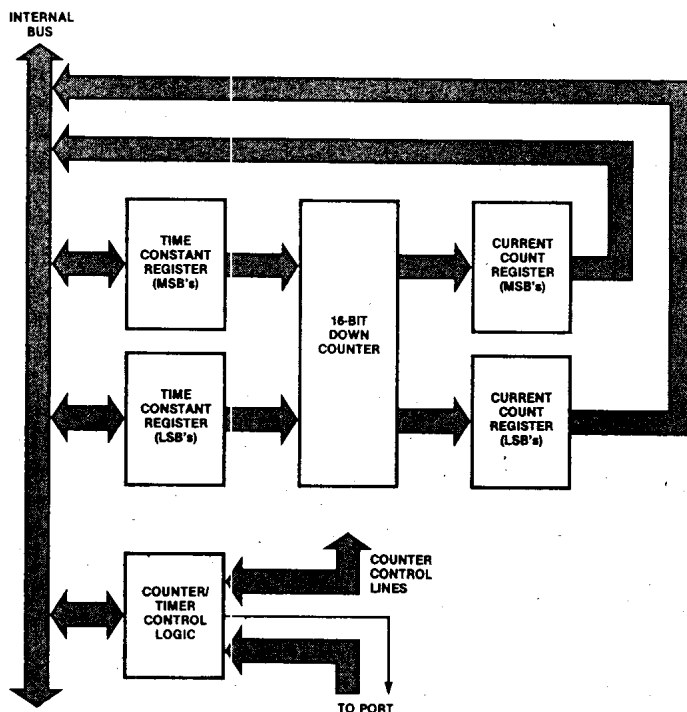 INTERNAL
BUS
TIME
CONSTANT
REGISTER
(MSB's)
16-BIT
DOWN
COUNTER
CURRENT
COUNT
REGISTER
(MSB's)
TIME
CONSTANT
REGISTER
(LSB's)
CURRENT
COUNT
REGISTER
(LSB's)
COUNTER/
TIMER
CONTROL
LOGIC
COUNTER
CONTROL
LINES
TO PORT